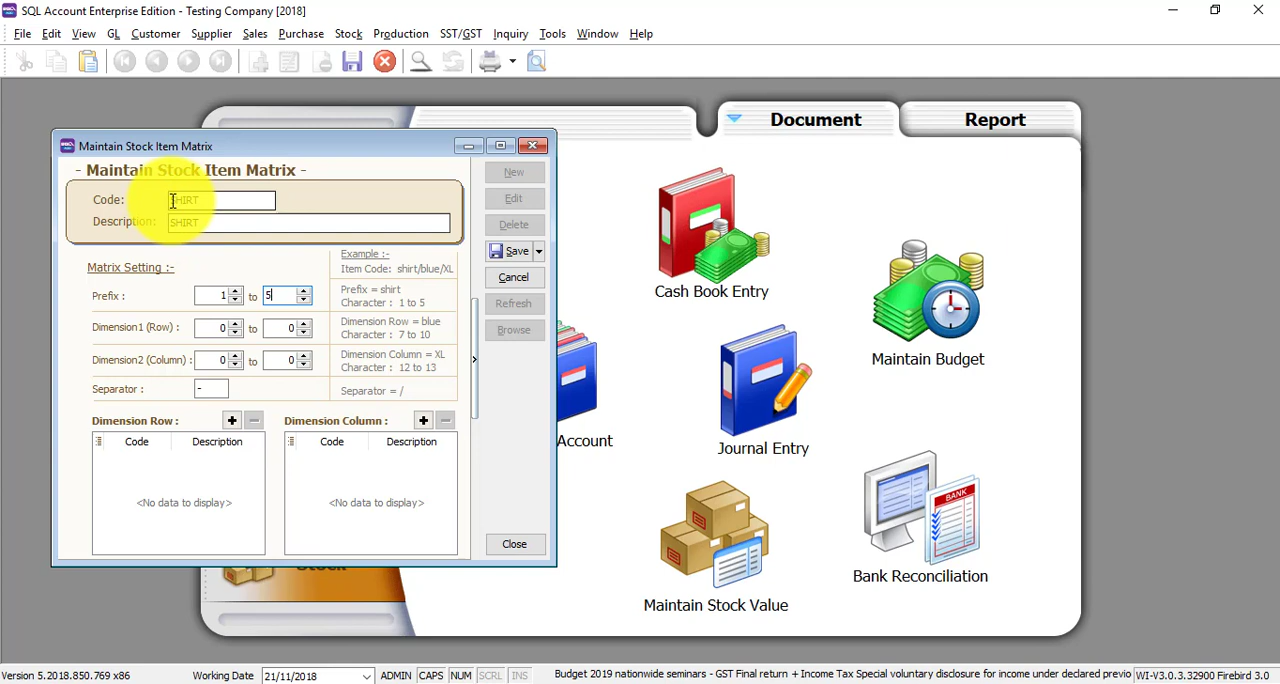 SQL Account Enterprise Edition - Testing Company [2018]
File Edit View GL Customer Supplier Sales Purchase Stock Production SST/GST Inquiry Tools Window Help
Document
Report
Maintain Stock Item Matrix
- Maintain Stock Item Matrix -
Code: SHIRT
Description: SHIRT
New
Edit
Delete
Save
Cancel
Refresh
Browse
Close
Matrix Setting :-
Prefix : 1 to 5
Dimension1 (Row) : 0 to 0
Dimension2 (Column) : 0 to 0
Separator : -
Example :-
Item Code: shirt/blue/XL
Prefix = shirt
Character : 1 to 5
Dimension Row = blue
Character : 7 to 10
Dimension Column = XL
Character : 12 to 13
Separator = /
Dimension Row : + -
Code Description
<No data to display>
Dimension Column : + -
Code Description
<No data to display>
Cash Book Entry
Maintain Budget
Account
Journal Entry
BANK
Stock
Maintain Stock Value
Bank Reconciliation
Version 5.2018.850.769 x86 Working Date 21/11/2018 ADMIN CAPS NUM SCRL INS Budget 2019 nationwide seminars - GST Final return + Income Tax Special voluntary disclosure for income under declared previo WI-V3.0.3.32900 Firebird 3.0